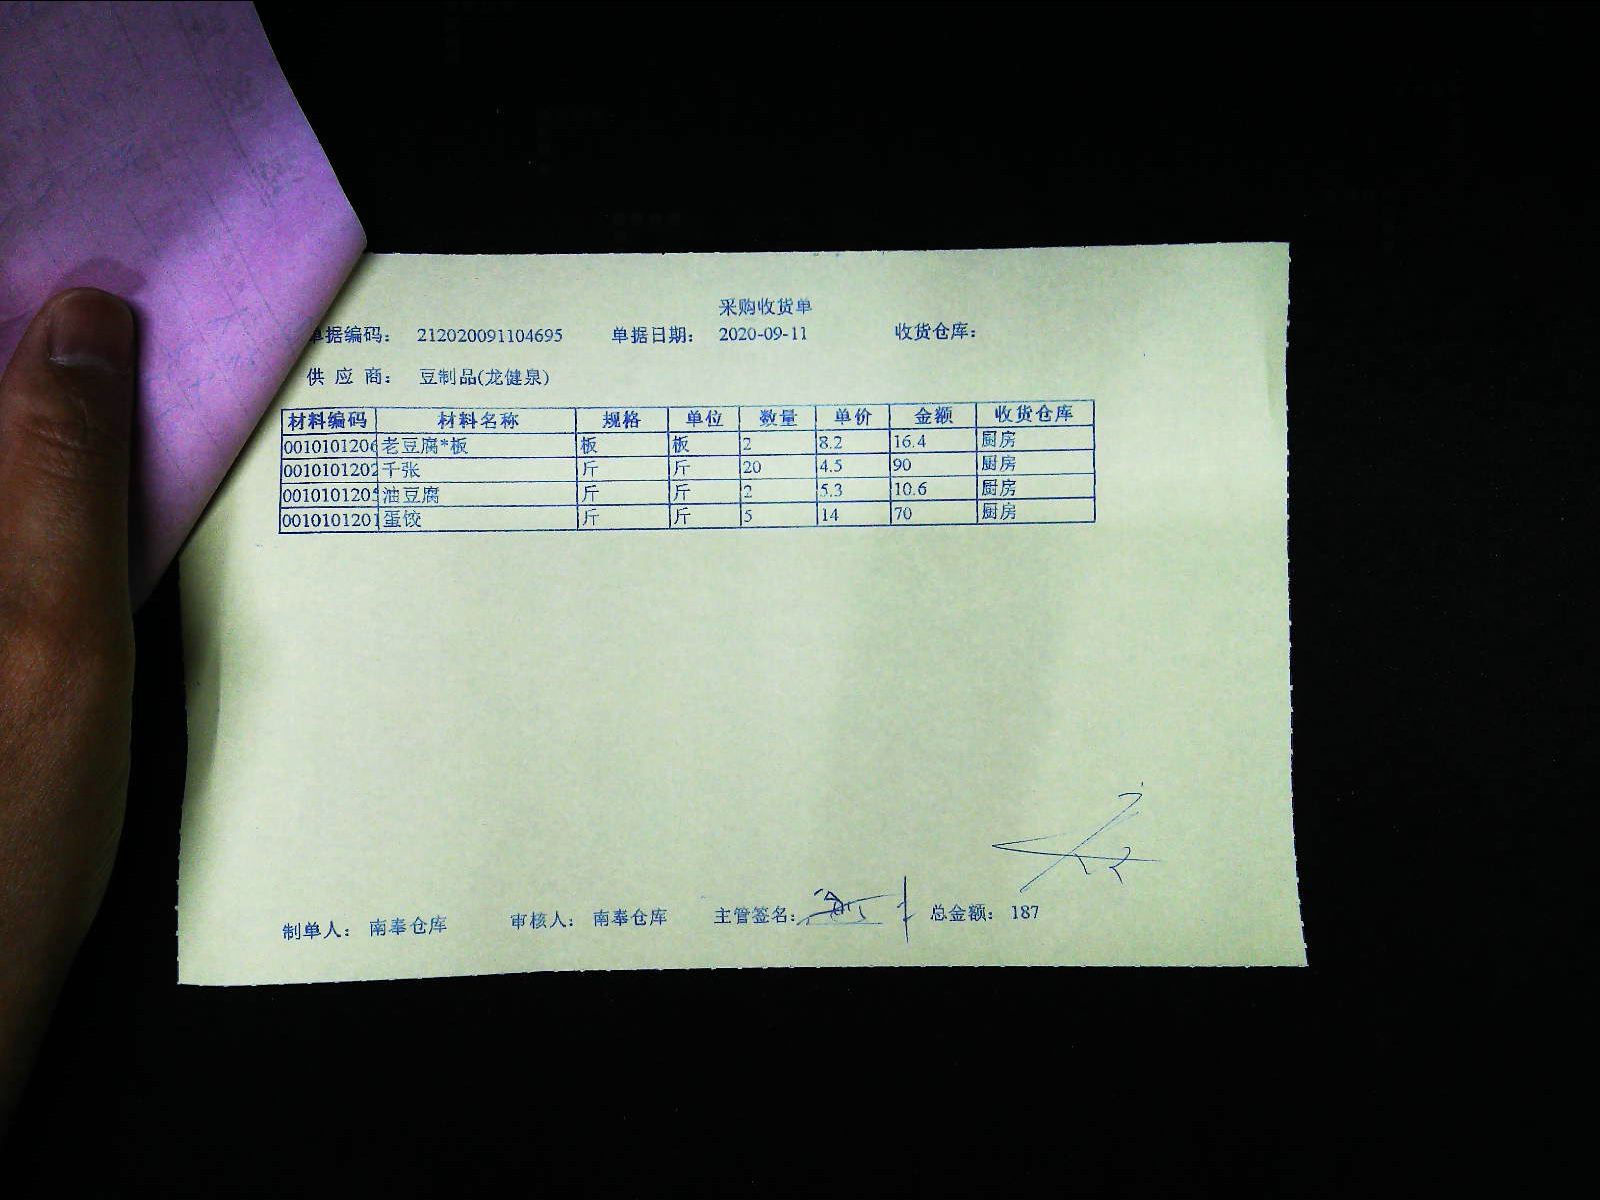 采购收货单
单据编码： 212020091104695 单据日期： 2020-09-11 收货仓库：
供 应 商： 豆制品(龙健泉)
材料编码 材料名称 规格 单位 数量 单价 金额 收货仓库
0010101206 老豆腐*板 板 板 2 8.2 16.4 厨房
0010101202 千张 斤 斤 20 4.5 90 厨房
0010101205 油豆腐 斤 斤 2 5.3 10.6 厨房
0010101201 蛋饺 斤 斤 5 14 70 厨房
制单人： 南奉仓库 审核人： 南奉仓库 主管签名： 总金额： 187